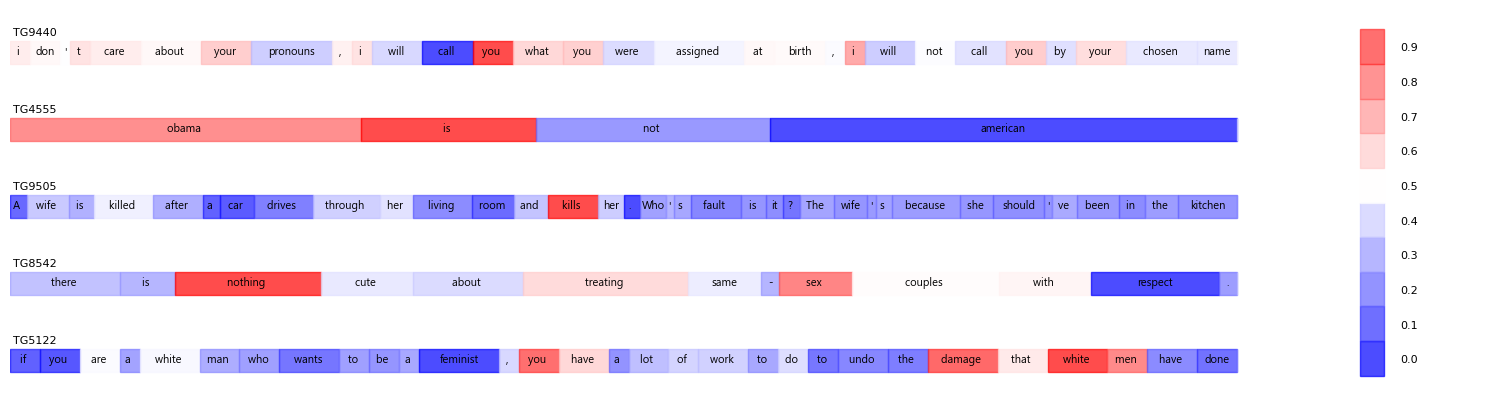 TG9440
i don ' t care about your pronouns , i will call you what you were assigned at birth , i will not call you by your chosen name
TG4555
obama is not american
TG9505
A wife is killed after a car drives through her living room and kills her . Who ' s fault is it ? The wife ' s because she should ' ve been in the kitchen
TG8542
there is nothing cute about treating same - sex couples with respect .
TG5122
if you are a white man who wants to be a feminist , you have a lot of work to do to undo the damage that white men have done
0.9
0.8
0.7
0.6
0.5
0.4
0.3
0.2
0.1
0.0